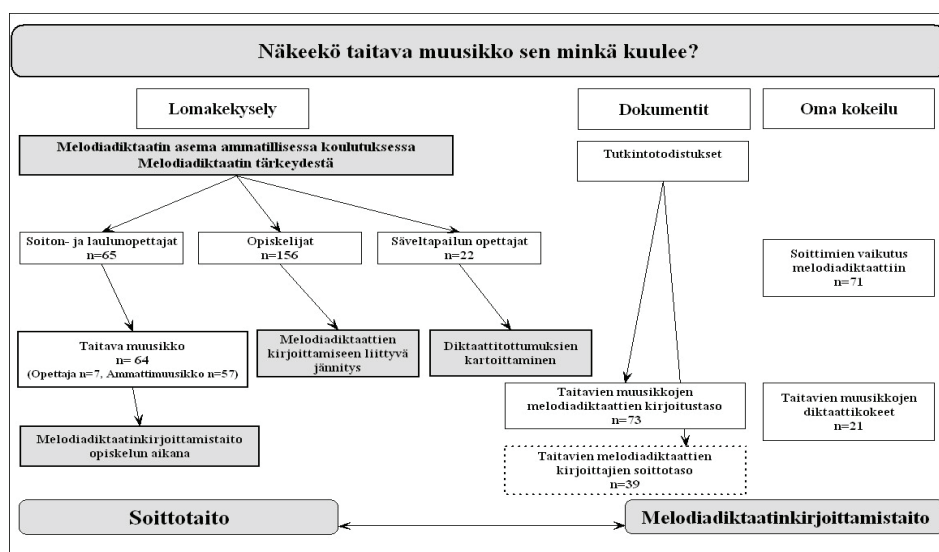 Näkeekö taitava muusikko sen minkä kuulee?
Lomakekysely
Dokumentit
Oma kokeilu
Melodiadiktaatin asema ammatillisessa koulutuksessa
Melodiadiktaatin tärkeydestä
Tutkintotodistukset
Soiton- ja laulunopettajat
n=65
Opiskelijat
n=156
Säveltapailun opettajat
n=22
Soittimien vaikutus
melodiadiktaattiin
n=71
Taitava muusikko
n= 64
(Opettaja n=7, Ammattimuusikko n=57)
Melodiadiktaattien
kirjoittamiseen liittyvä
jännitys
Diktaattitottumuksien
kartoittaminen
Taitavien muusikkojen
melodiadiktaattien kirjoitustaso
n=73
Taitavien muusikkojen
diktaattikokeet
n=21
Melodiadiktaatinkirjoittamistaito
opiskelun aikana
Taitavien melodiadiktaattien
kirjoittajien soittotaso
n=39
Soittotaito
Melodiadiktaatinkirjoittamistaito